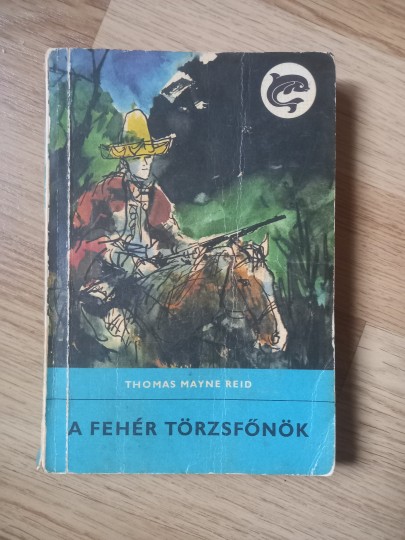 THOMAS MAYNE REID
A FEHÉR TÖRZSFŐNÖK